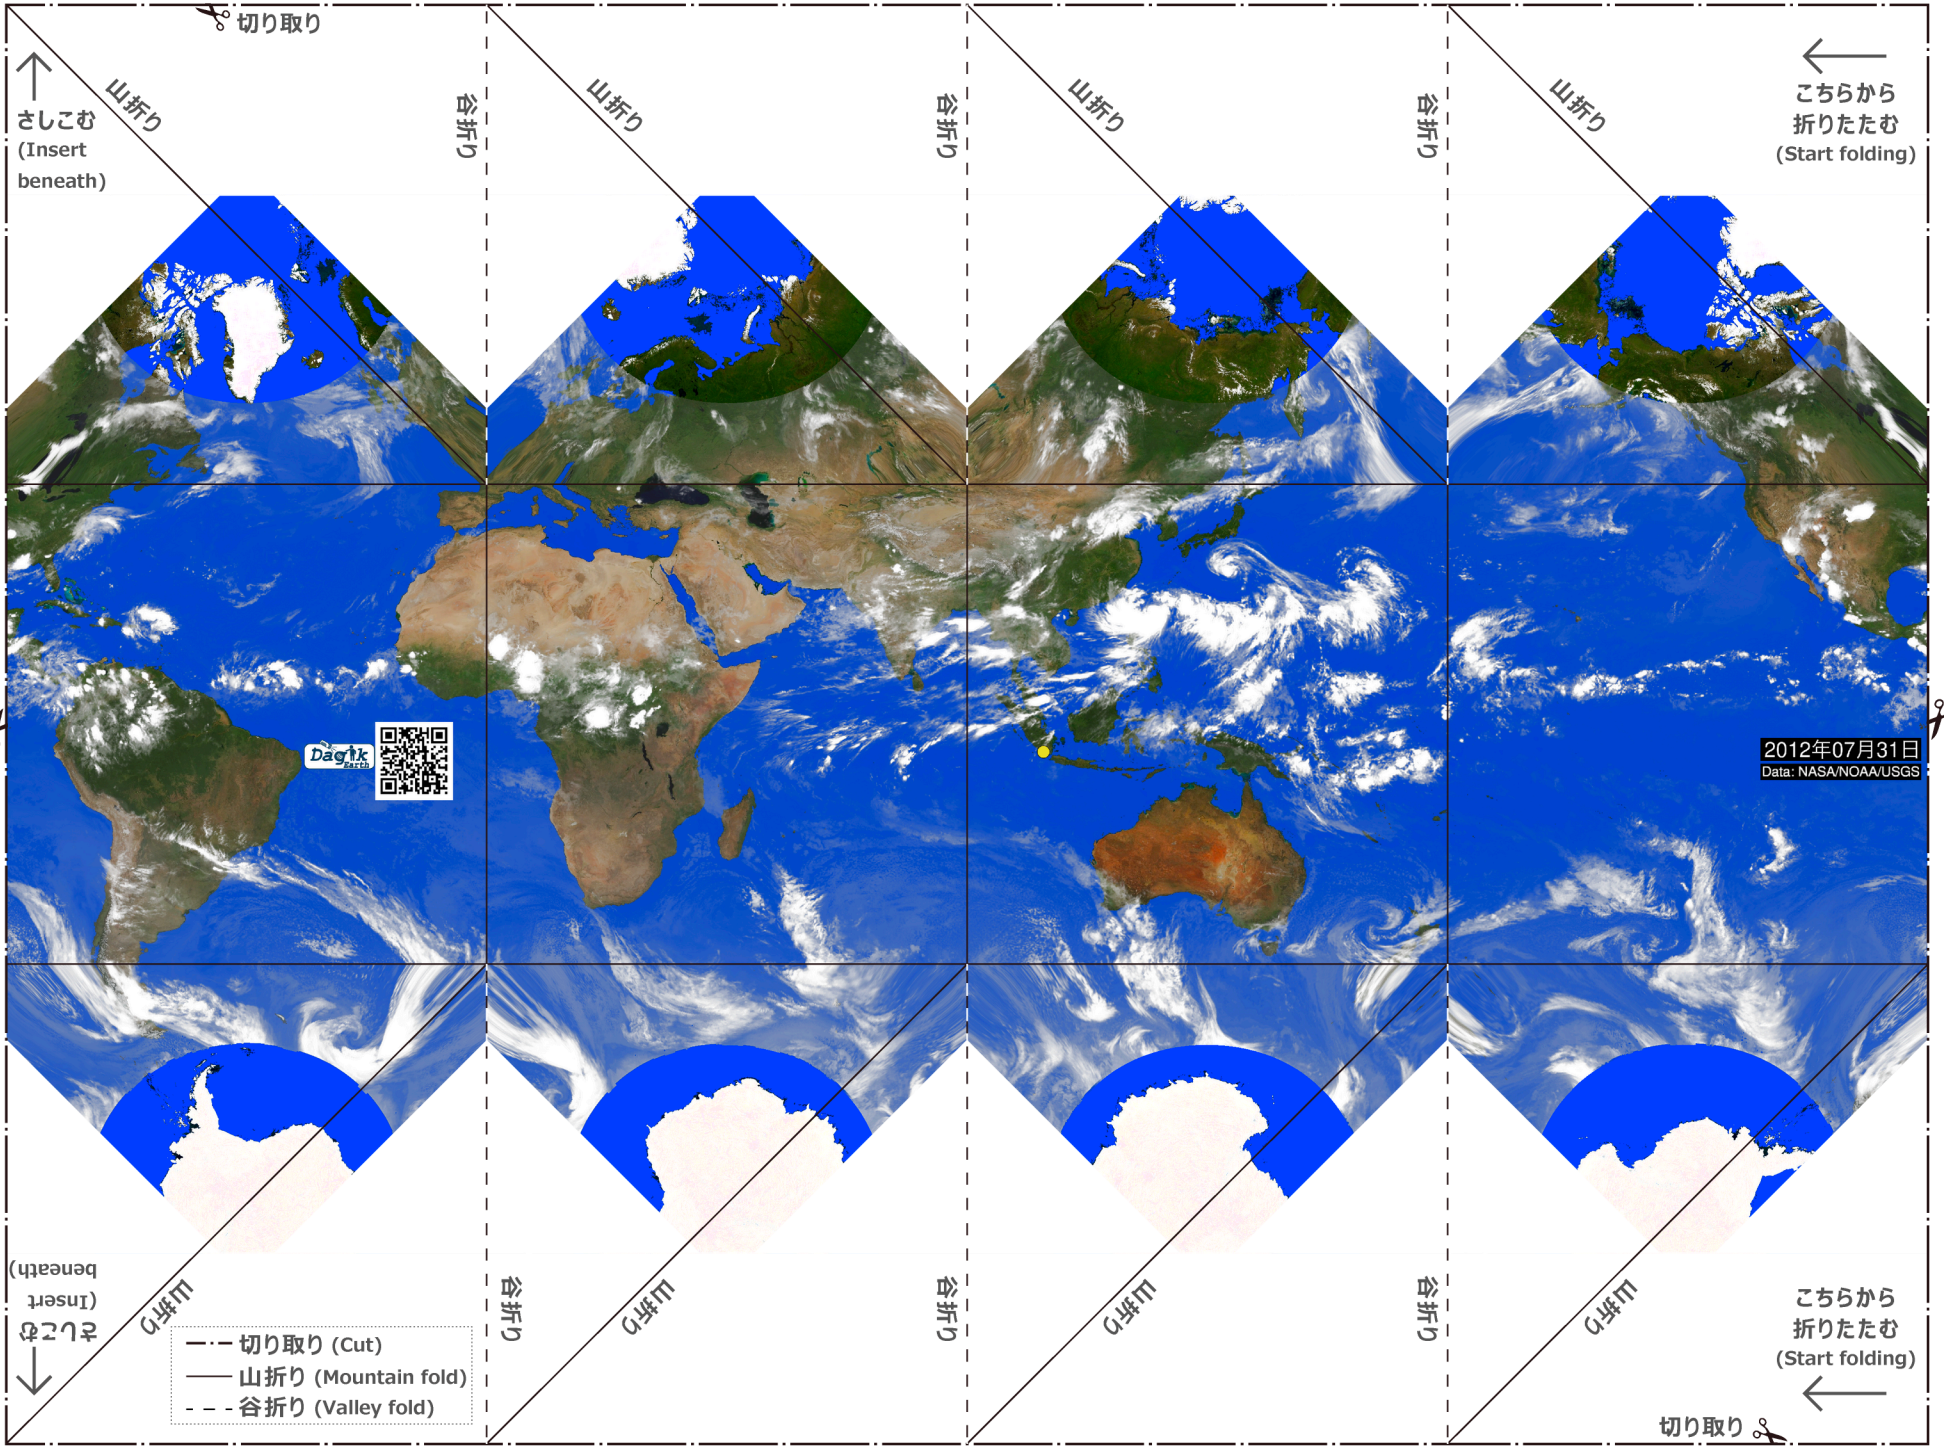 切り取り
さしこむ
(Insert
beneath)
山折り
谷折り
山折り
谷折り
山折り
谷折り
山折り
こちらから
折りたたむ
(Start folding)
Dagik
Earth
2012年07月31日
Data: NASA/NOAA/USGS
さしこむ
(Insert
beneath)
山折り
谷折り
山折り
谷折り
山折り
谷折り
山折り
こちらから
折りたたむ
(Start folding)
切り取り (Cut)
山折り (Mountain fold)
谷折り (Valley fold)
切り取り